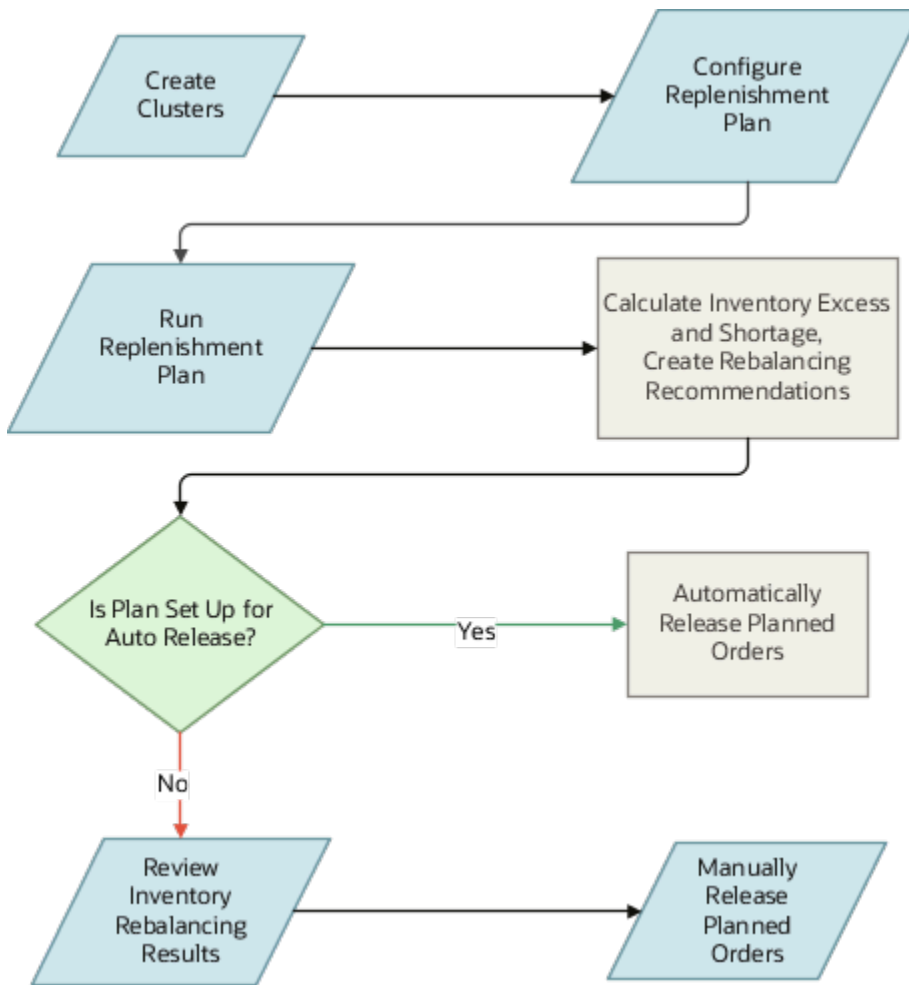 Create
Clusters
Configure
Replenishment
Plan
Run
Replenishment
Plan
Calculate Inventory Excess
and Shortage,
Create Rebalancing
Recommendations
Is Plan Set Up for
Auto Release?
Yes
Automatically
Release Planned
Orders
No
Review
Inventory
Rebalancing
Results
Manually
Release
Planned
Orders